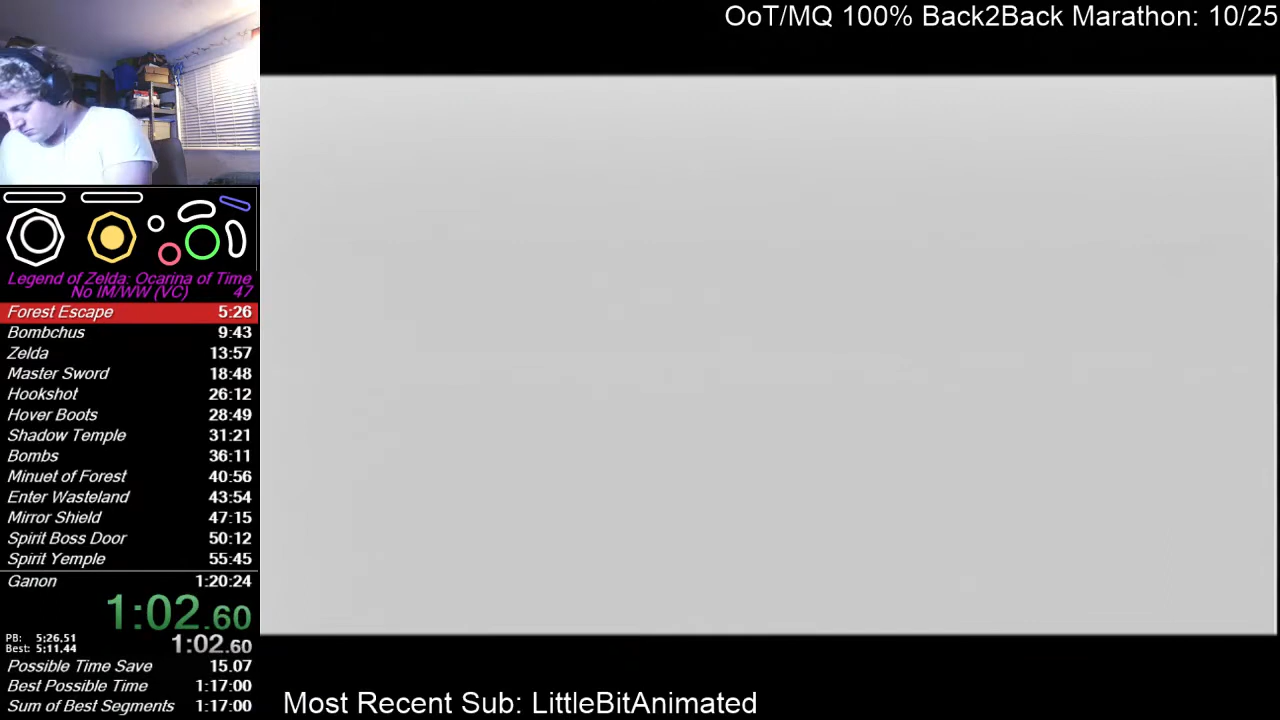 OoT/MQ 100% Back2Back Marathon: 10/25
Legend of Zelda: Ocarina of Time
No IM/WW (VC) 47
Forest Escape 5:26
Bombchus 9:43
Zelda 13:57
Master Sword 18:48
Hookshot 26:12
Hover Boots 28:49
Shadow Temple 31:21
Bombs 36:11
Minuet of Forest 40:56
Enter Wasteland 43:54
Mirror Shield 47:15
Spirit Boss Door 50:12
Spirit Yemple 55:45
Ganon 1:20:24
1:02.60
PB: 5:26.51
Best: 5:11.44
1:02.60
Possible Time Save 15.07
Best Possible Time 1:17:00
Sum of Best Segments 1:17:00
Most Recent Sub: LittleBitAnimated